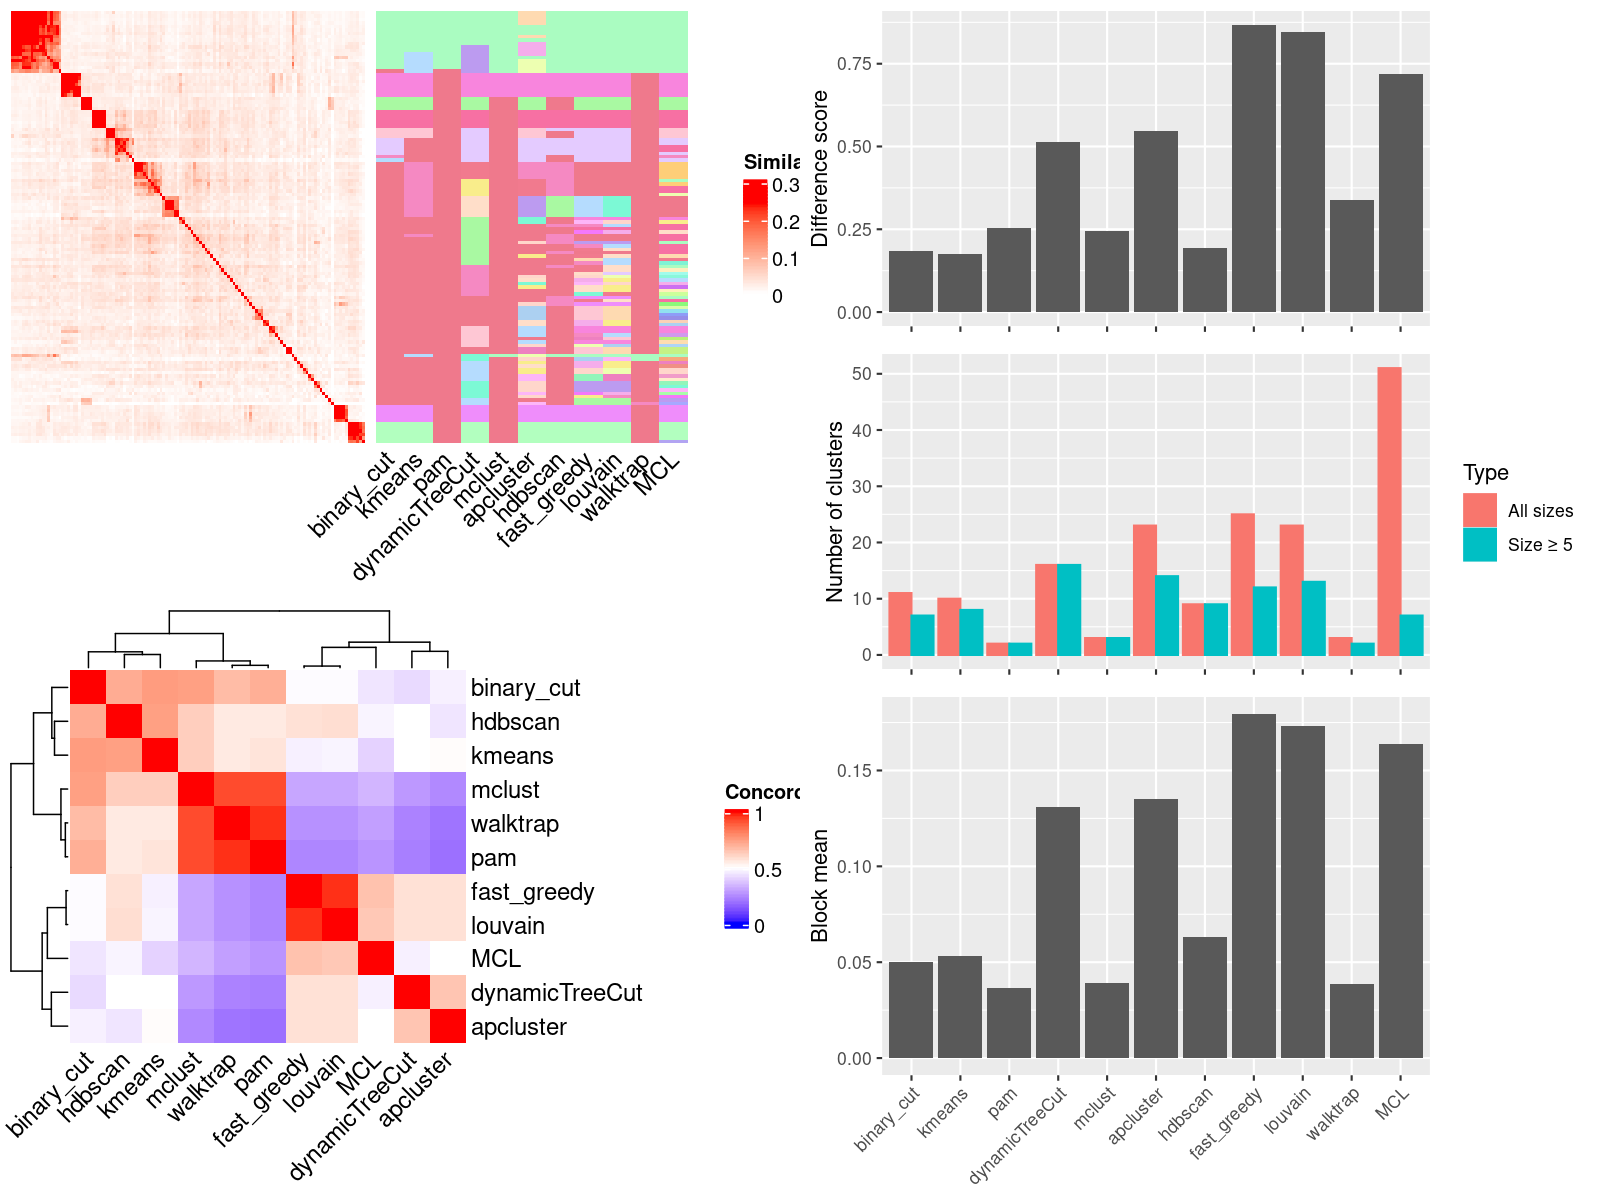 Simila
0.3
0.2
0.1
0
binary_cut
kmeans
pam
dynamicTreeCut
mclust
apcluster
hdbscan
fast_greedy
louvain
walktrap
MCL
binary_cut
hdbscan
kmeans
mclust
walktrap
pam
fast_greedy
louvain
MCL
dynamicTreeCut
apcluster
binary_cut
hdbscan
kmeans
mclust
walktrap
pam
fast_greedy
louvain
MCL
dynamicTreeCut
apcluster
Concord
1
0.5
0
Difference score
0.75
0.50
0.25
0.00
Number of clusters
50
40
30
20
10
0
Type
All sizes
Size ≥ 5
Block mean
0.15
0.10
0.05
0.00
binary_cut
kmeans
pam
dynamicTreeCut
mclust
apcluster
hdbscan
fast_greedy
louvain
walktrap
MCL